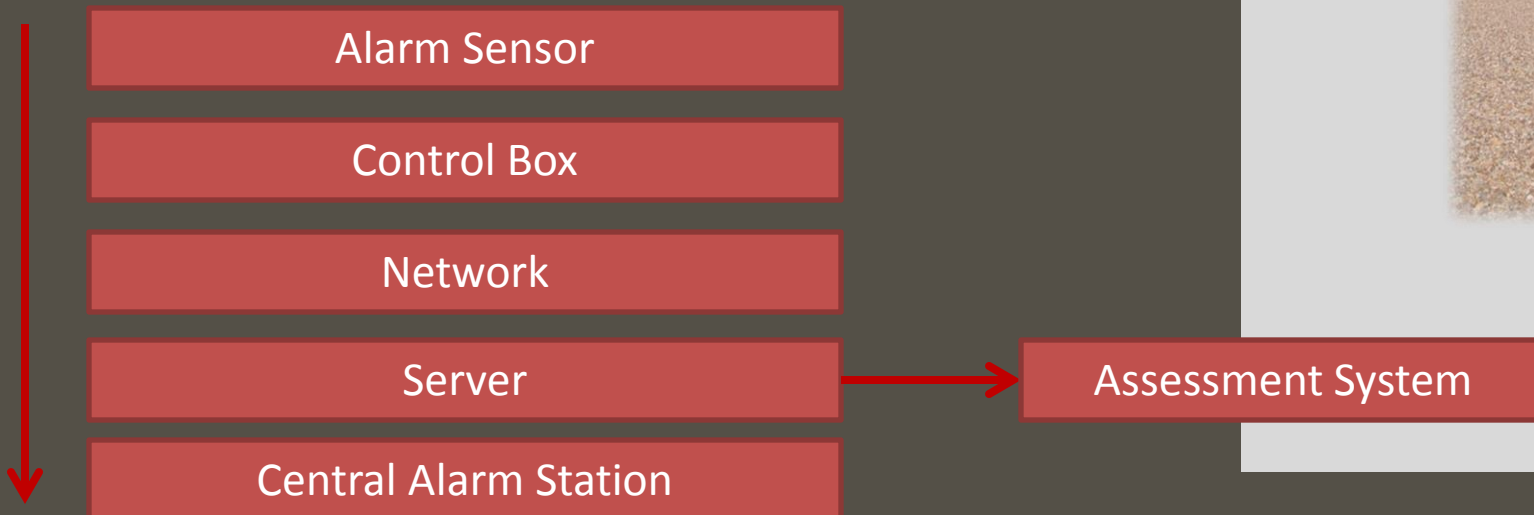 Alarm Sensor
Control Box
Network
Server
Assessment System
Central Alarm Station